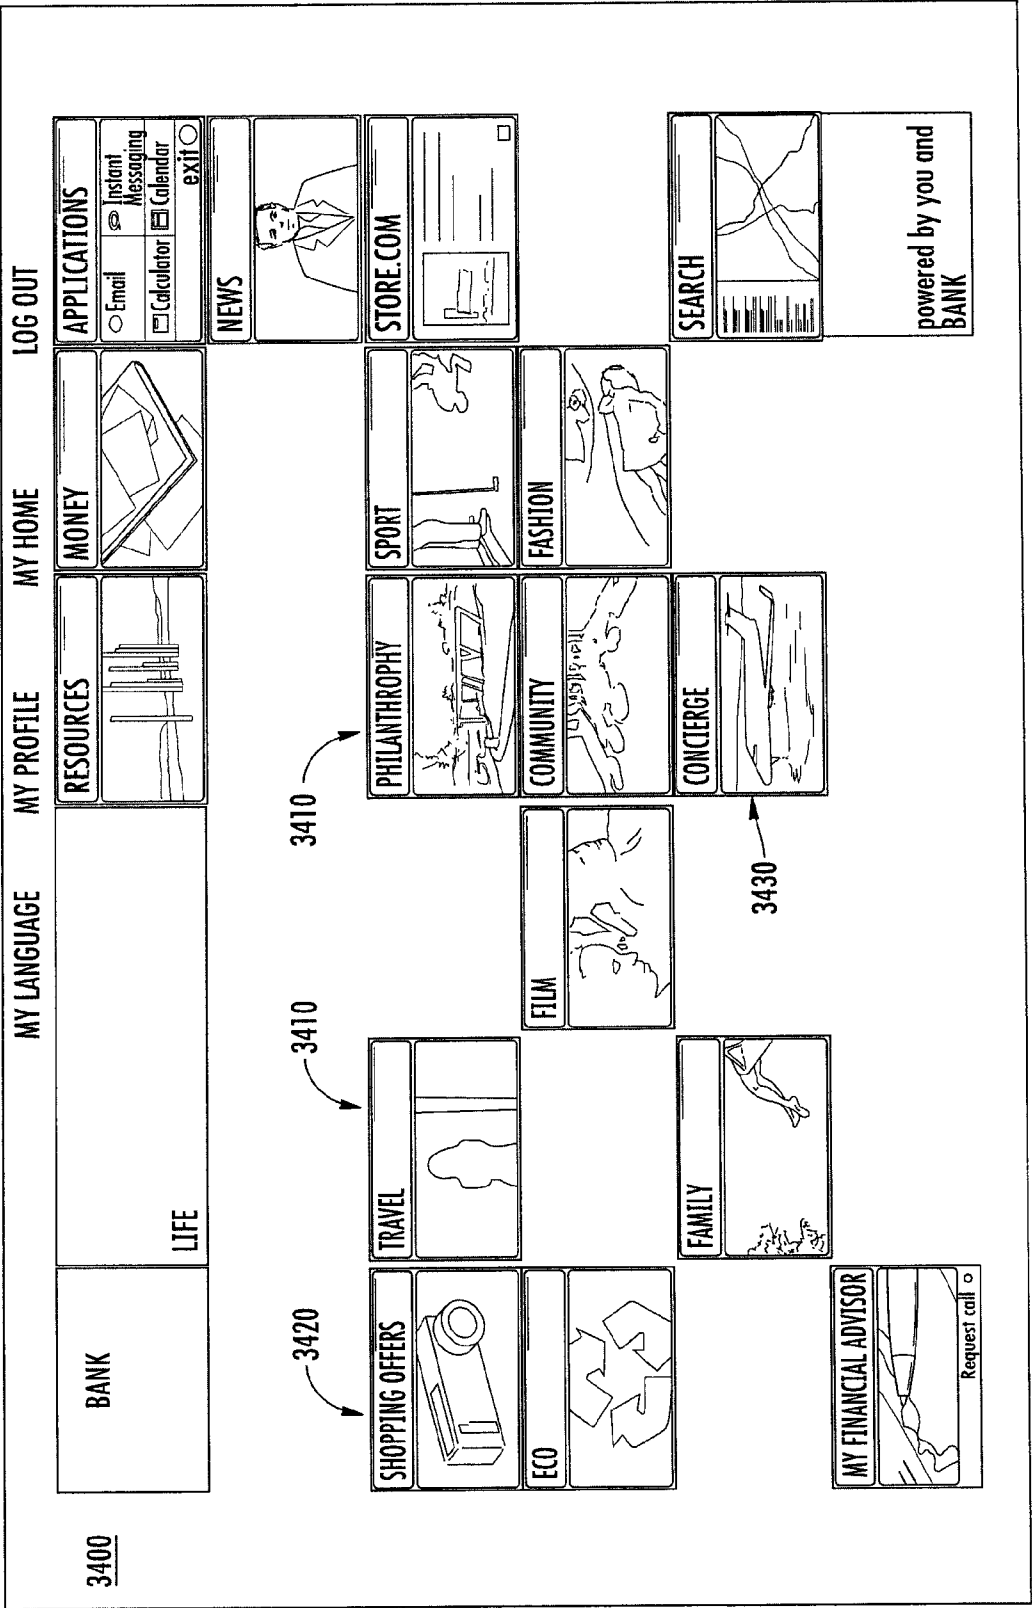 3400
MY LANGUAGE
MY PROFILE
MY HOME
LOG OUT
BANK
LIFE
RESOURCES
MONEY
APPLICATIONS
Email
Instant
Messaging
Calculator
Calendar
exit
NEWS
3420
3410
3410
SHOPPING OFFERS
TRAVEL
PHILANTHROPHY
SPORT
STORE.COM
ECO
FILM
COMMUNITY
FASHION
FAMILY
CONCIERGE
SEARCH
3430
MY FINANCIAL ADVISOR
Request call
powered by you and
BANK